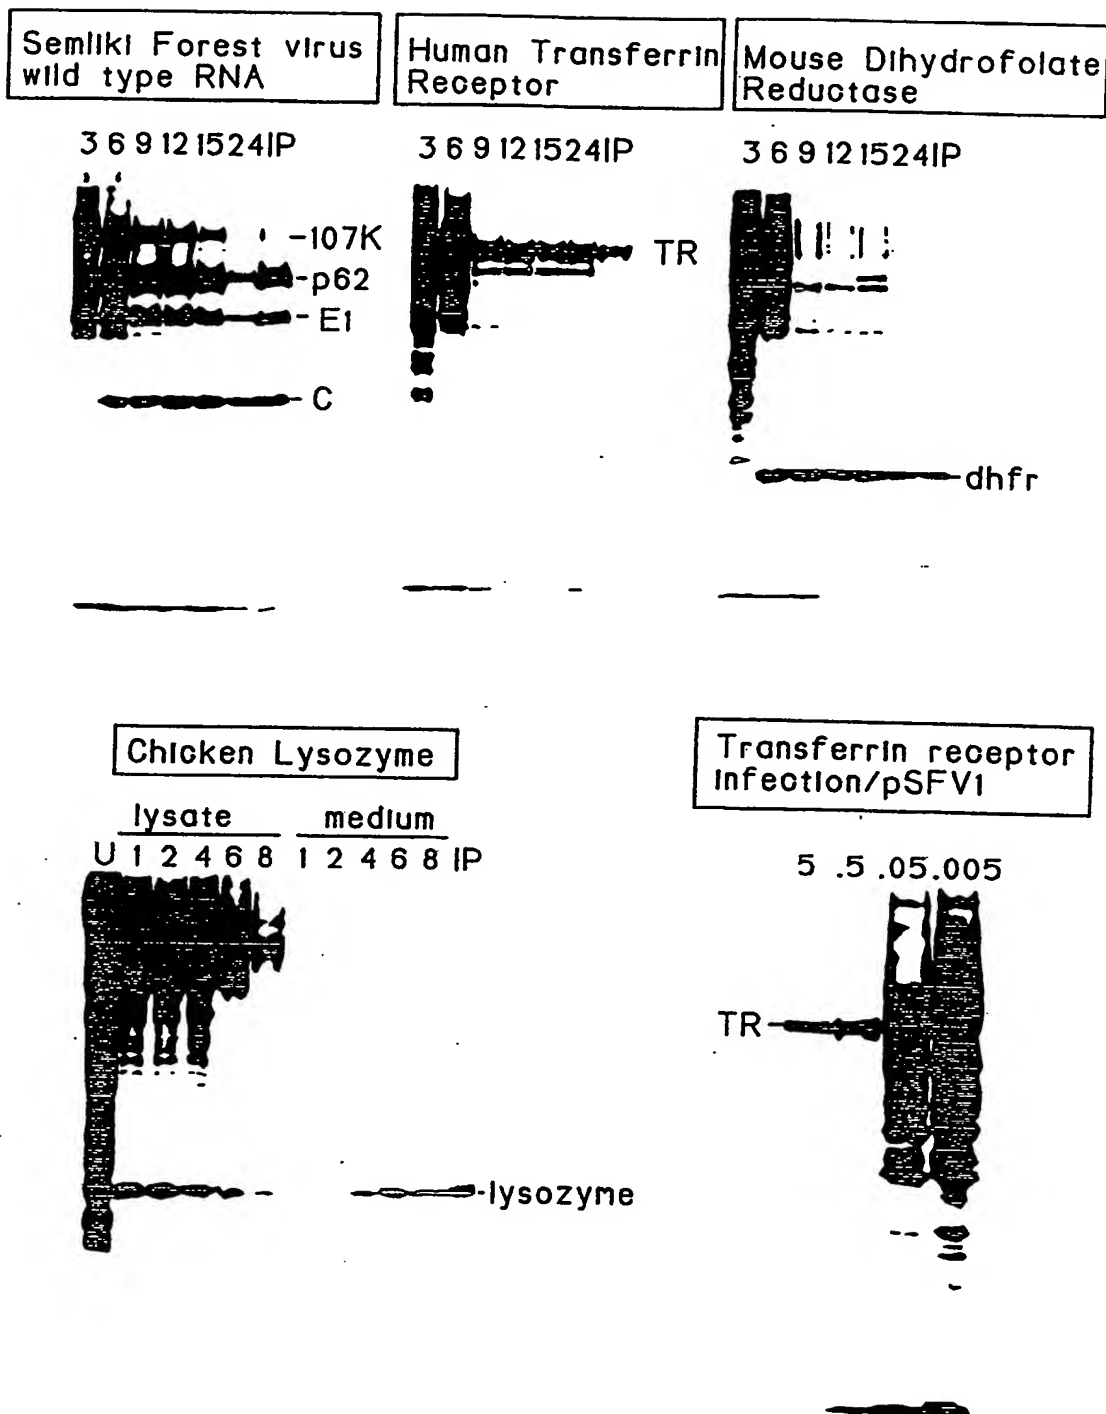 Semliki Forest virus
wild type RNA
Human Transferrin
Receptor
Mouse Dihydrofolate
Reductase
3 6 9 12 15 24 IP
3 6 9 12 15 24 IP
3 6 9 12 15 24 IP
-107K
-p62
-E1
-C
TR
-dhfr
Chicken Lysozyme
Transferrin receptor
Infection/pSFV1
lysate medium
U 1 2 4 6 8 1 2 4 6 8 IP
5 .5 .05 .005
TR-
-lysozyme